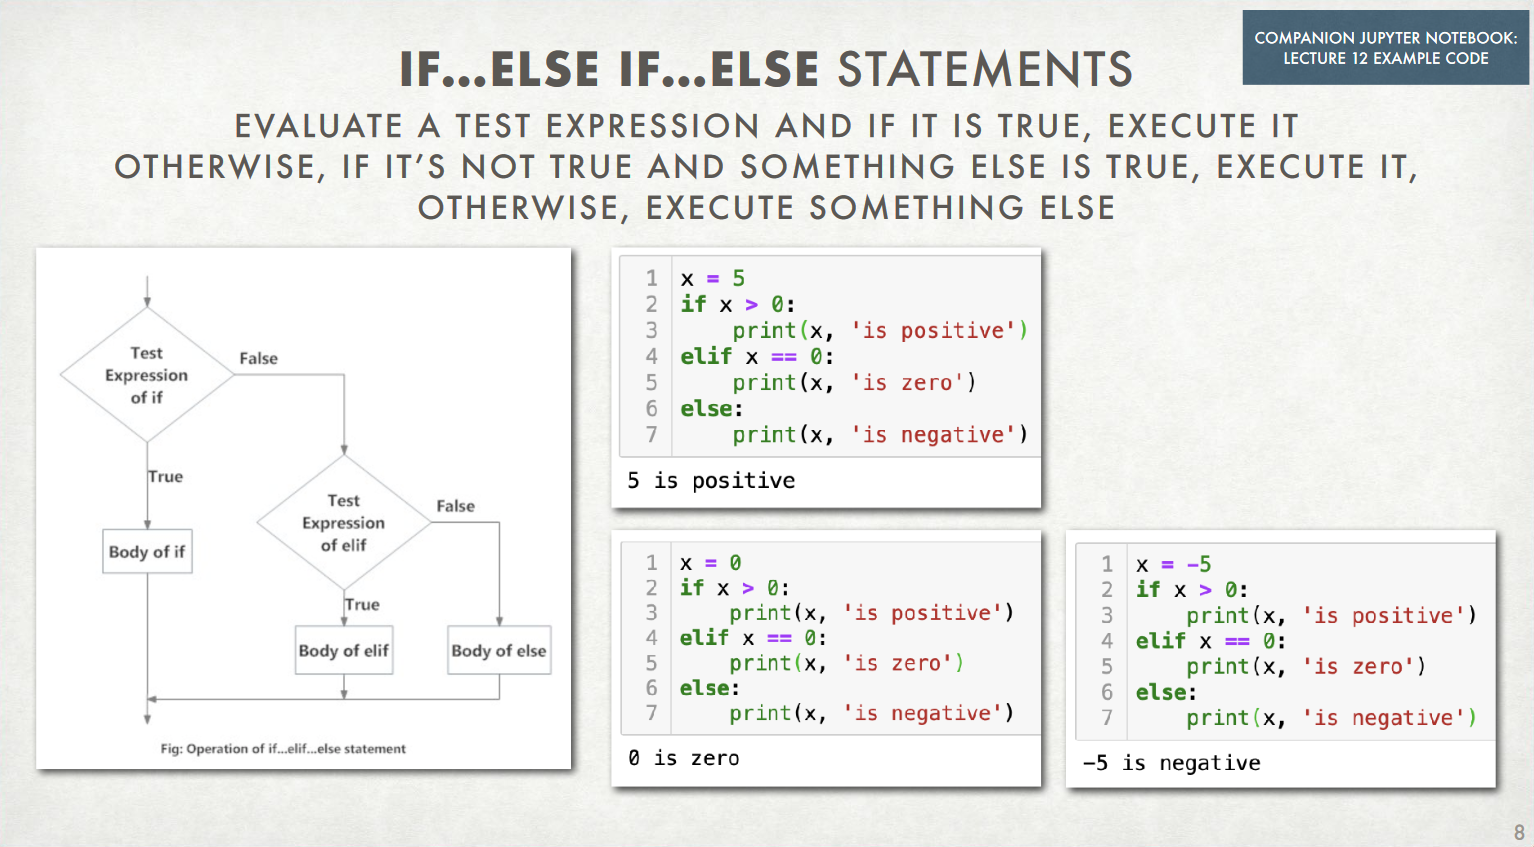 COMPANION JUPYTER NOTEBOOK:
LECTURE 12 EXAMPLE CODE
IF...ELSE IF...ELSE STATEMENTS
EVALUATE A TEST EXPRESSION AND IF IT IS TRUE, EXECUTE IT
OTHERWISE, IF IT'S NOT TRUE AND SOMETHING ELSE IS TRUE, EXECUTE IT,
OTHERWISE, EXECUTE SOMETHING ELSE
Test
Expression
of if
False
True
Body of if
Test
Expression
of elif
False
True
Body of elif
Body of else
Fig: Operation of if...elif...else statement
1 x = 5
2 if x > 0:
3     print(x, 'is positive')
4 elif x == 0:
5     print(x, 'is zero')
6 else:
7     print(x, 'is negative')
5 is positive
1 x = 0
2 if x > 0:
3     print(x, 'is positive')
4 elif x == 0:
5     print(x, 'is zero')
6 else:
7     print(x, 'is negative')
0 is zero
1 x = -5
2 if x > 0:
3     print(x, 'is positive')
4 elif x == 0:
5     print(x, 'is zero')
6 else:
7     print(x, 'is negative')
-5 is negative
8